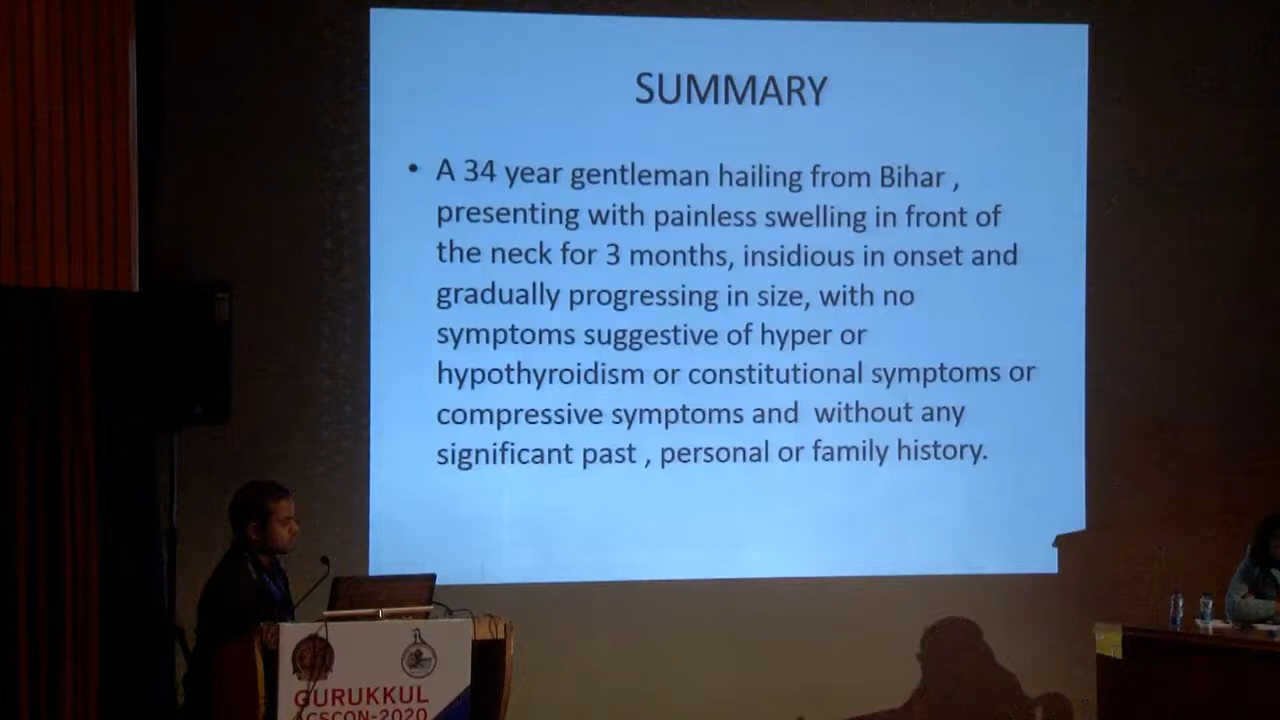 SUMMARY
• A 34 year gentleman hailing from Bihar ,
presenting with painless swelling in front of
the neck for 3 months, insidious in onset and
gradually progressing in size, with no
symptoms suggestive of hyper or
hypothyroidism or constitutional symptoms or
compressive symptoms and  without any
significant past , personal or family history.
GURUKKUL
CSCON-2020